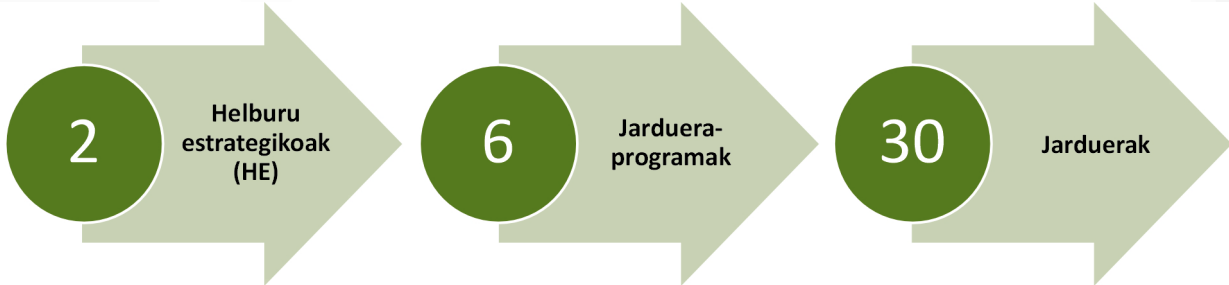 2
Helburu
estrategikoak
(HE)
6
Jarduera-
programak
30
Jarduerak